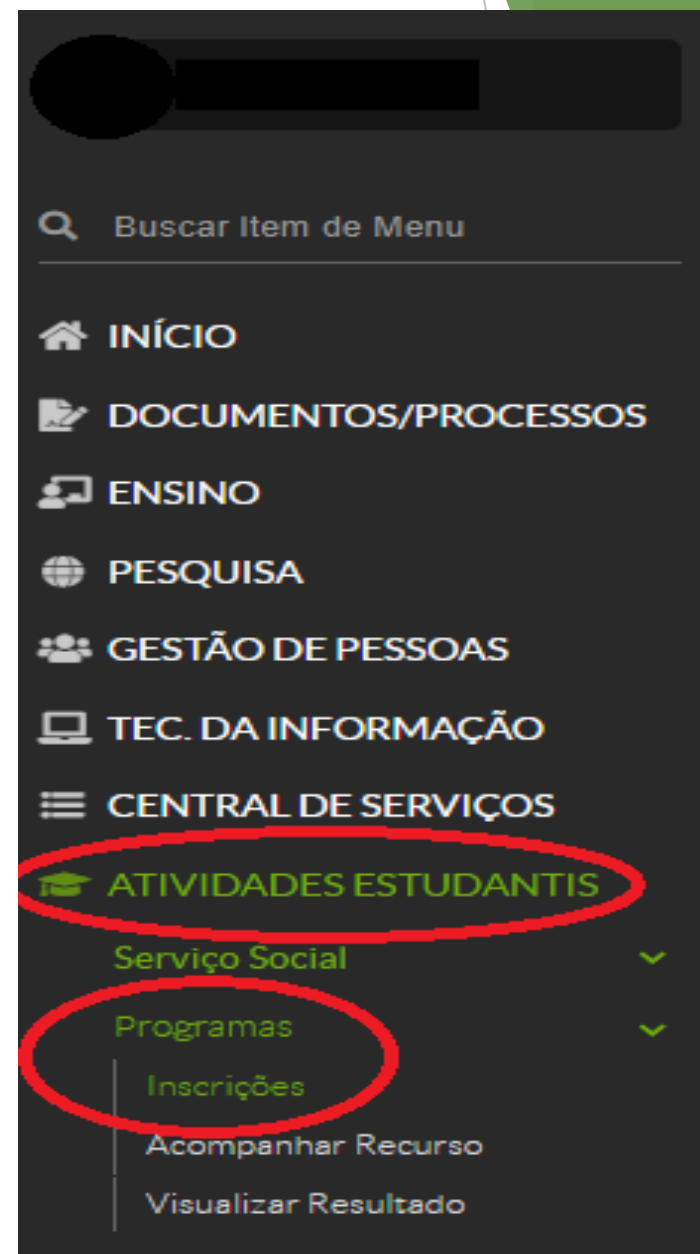 Buscar Item de Menu
INÍCIO
DOCUMENTOS/PROCESSOS
ENSINO
PESQUISA
GESTÃO DE PESSOAS
TEC. DA INFORMAÇÃO
CENTRAL DE SERVIÇOS
ATIVIDADES ESTUDANTIS
Serviço Social
Programas
Inscrições
Acompanhar Recurso
Visualizar Resultado